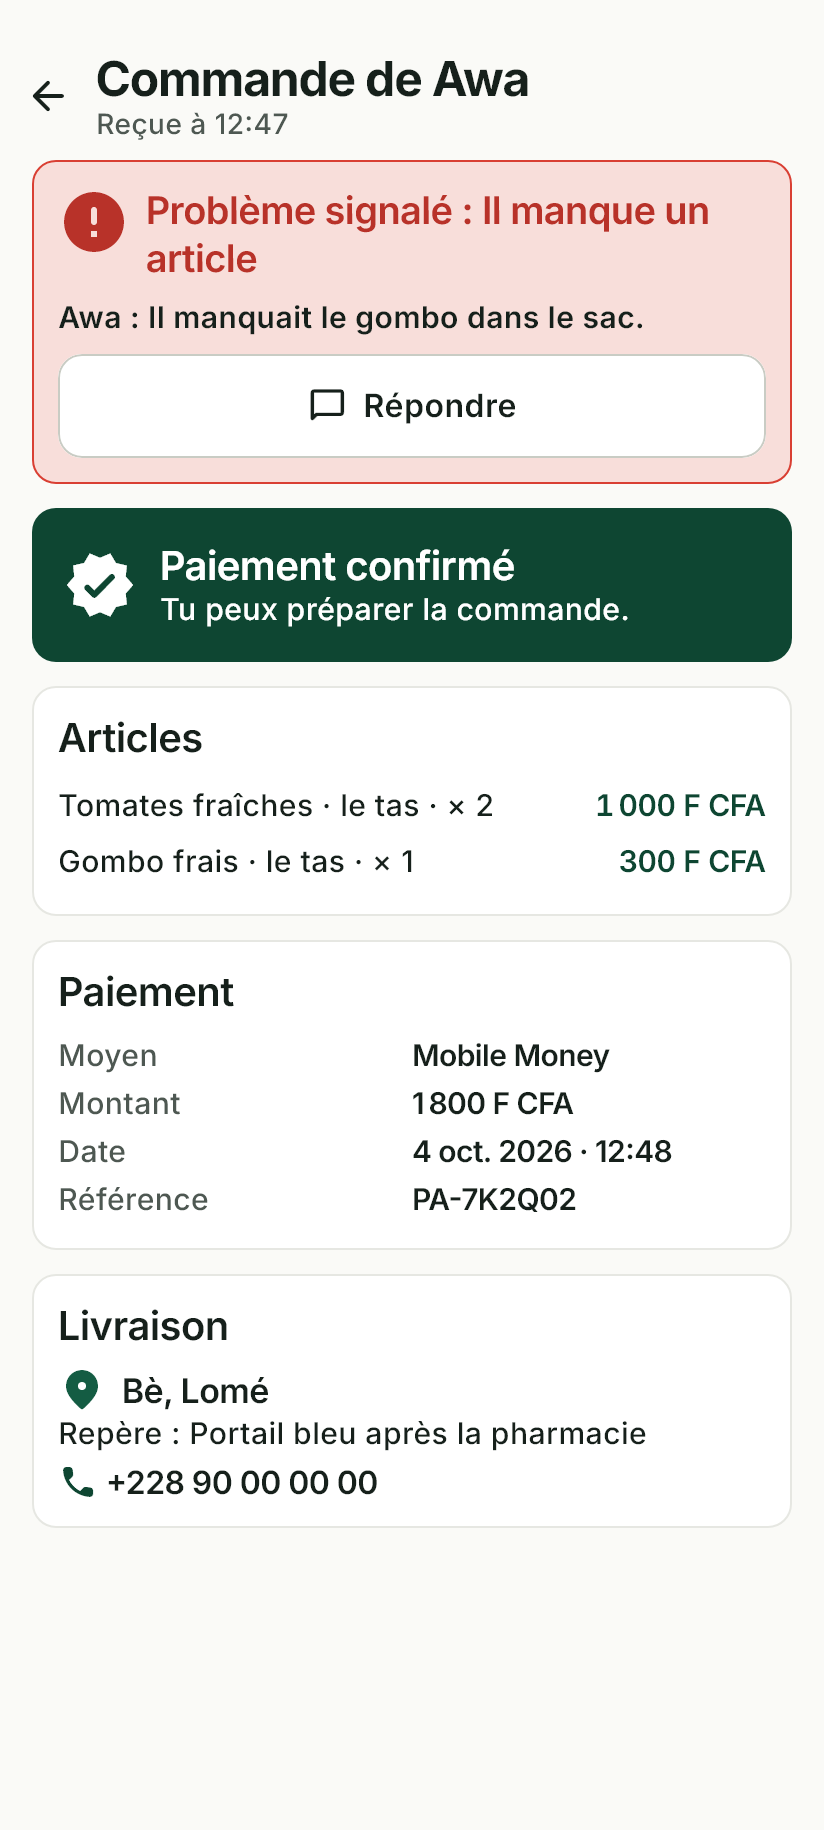 Commande de Awa
Reçue à 12:47
Problème signalé : Il manque un
article
Awa : Il manquait le gombo dans le sac.
Répondre
Paiement confirmé
Tu peux préparer la commande.
Articles
Tomates fraîches · le tas · × 2 1 000 F CFA
Gombo frais · le tas · × 1 300 F CFA
Paiement
Moyen Mobile Money
Montant 1 800 F CFA
Date 4 oct. 2026 · 12:48
Référence PA-7K2Q02
Livraison
Bè, Lomé
Repère : Portail bleu après la pharmacie
+228 90 00 00 00